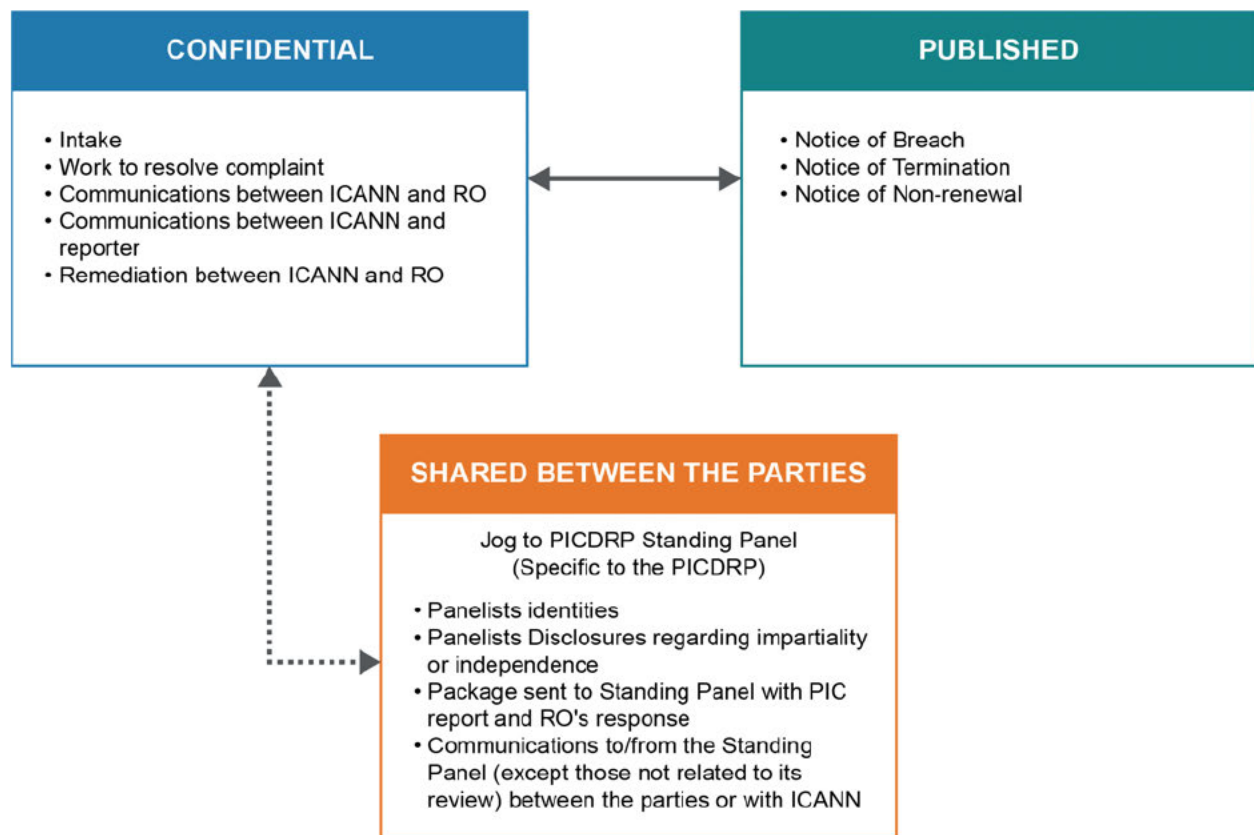 CONFIDENTIAL
• Intake
• Work to resolve complaint
• Communications between ICANN and RO
• Communications between ICANN and
reporter
• Remediation between ICANN and RO
PUBLISHED
• Notice of Breach
• Notice of Termination
• Notice of Non-renewal
SHARED BETWEEN THE PARTIES
Jog to PICDRP Standing Panel
(Specific to the PICDRP)
• Panelists identities
• Panelists Disclosures regarding impartiality
or independence
• Package sent to Standing Panel with PIC
report and RO's response
• Communications to/from the Standing
Panel (except those not related to its
review) between the parties or with ICANN